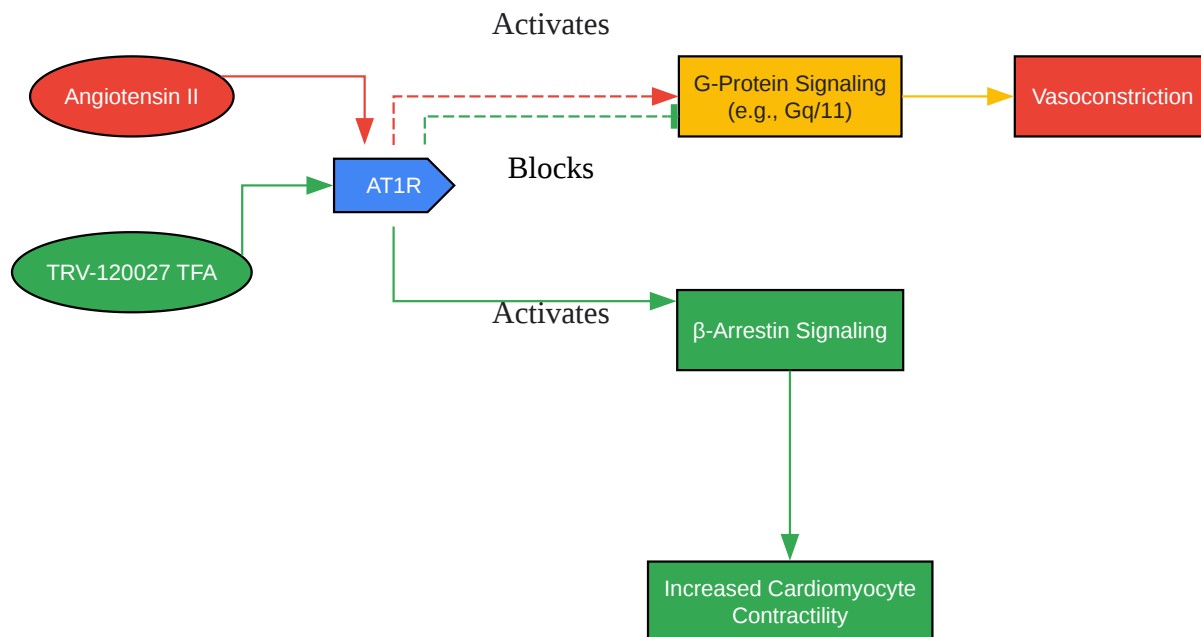 Activates
Angiotensin II
G-Protein Signaling
(e.g., Gq/11)
Vasoconstriction
Blocks
AT1R
TRV-120027 TFA
Activates
β-Arrestin Signaling
Increased Cardiomyocyte
Contractility